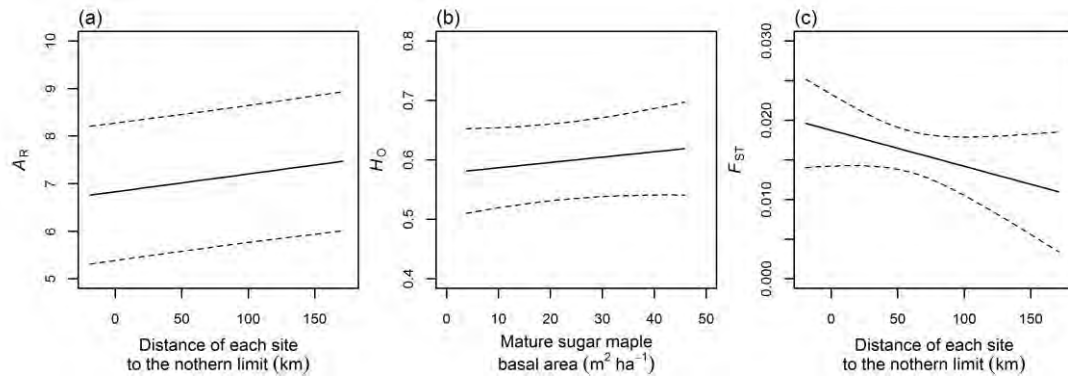 (a)
10
9
8
7
6
5
A_R
0 50 100 150
Distance of each site
to the nothern limit (km)
(b)
0.8
0.7
0.6
0.5
0.4
H_O
0 10 20 30 40 50
Mature sugar maple
basal area (m² ha⁻¹)
(c)
0.030
0.020
0.010
0.000
F_ST
0 50 100 150
Distance of each site
to the nothern limit (km)